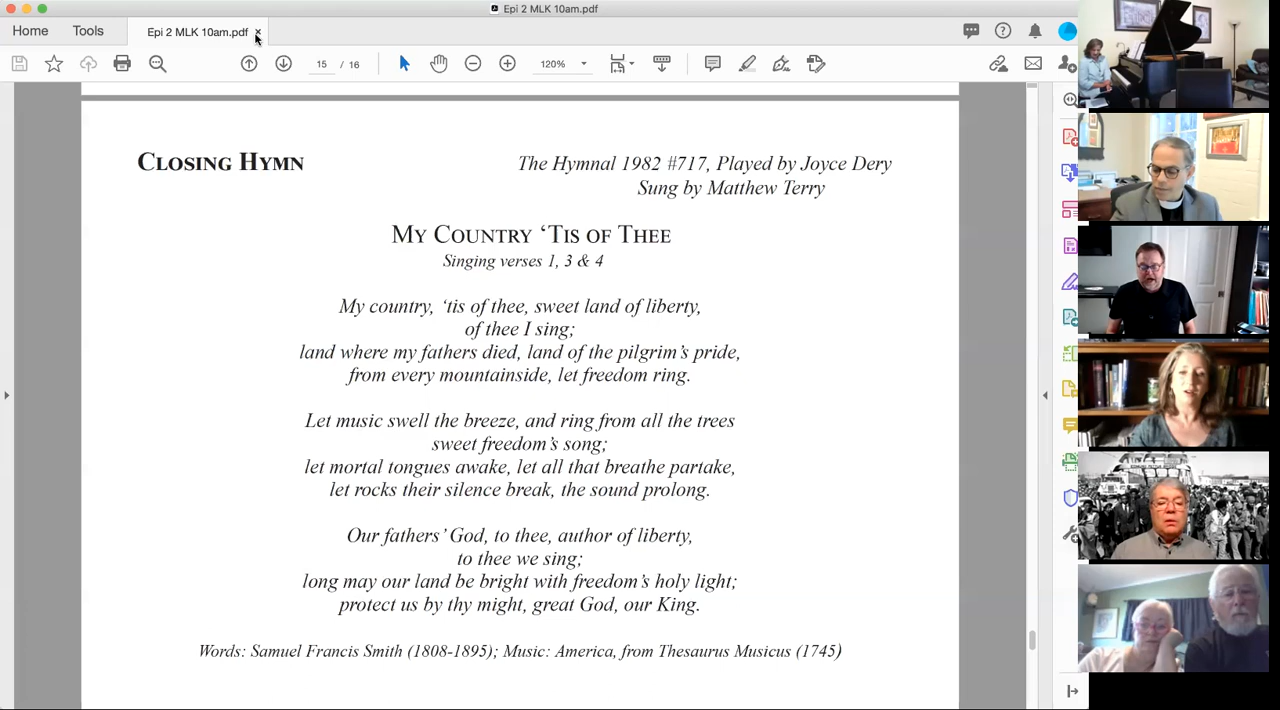 Epi 2 MLK 10am.pdf
Home
Tools
Epi 2 MLK 10am.pdf ×
15 / 16
120%
CLOSING HYMN
The Hymnal 1982 #717, Played by Joyce Dery
Sung by Matthew Terry
MY COUNTRY ‘TIS OF THEE
Singing verses 1, 3 & 4
My country, ‘tis of thee, sweet land of liberty,
of thee I sing;
land where my fathers died, land of the pilgrim’s pride,
from every mountainside, let freedom ring.
Let music swell the breeze, and ring from all the trees
sweet freedom’s song;
let mortal tongues awake, let all that breathe partake,
let rocks their silence break, the sound prolong.
Our fathers’ God, to thee, author of liberty,
to thee we sing;
long may our land be bright with freedom’s holy light;
protect us by thy might, great God, our King.
Words: Samuel Francis Smith (1808-1895); Music: America, from Thesaurus Musicus (1745)